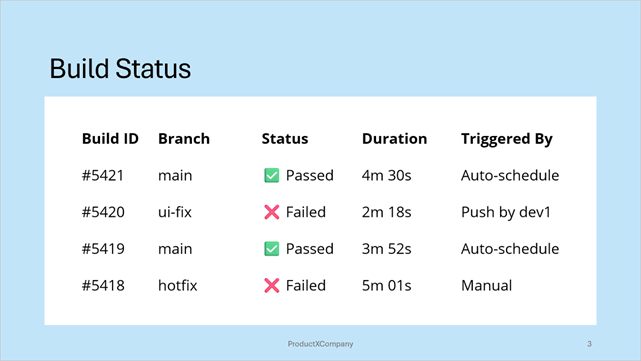 Build Status
Build ID Branch Status Duration Triggered By
#5421 main ✅ Passed 4m 30s Auto-schedule
#5420 ui-fix ❌ Failed 2m 18s Push by dev1
#5419 main ✅ Passed 3m 52s Auto-schedule
#5418 hotfix ❌ Failed 5m 01s Manual
ProductXCompany 3